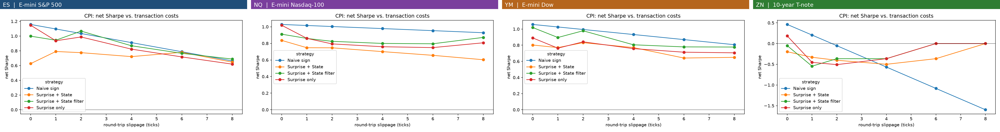 ES | E-mini S&P 500
CPI: net Sharpe vs. transaction costs
1.2
1.0
0.8
0.6
0.4
0.2
0.0
net Sharpe
strategy
Naive sign
Surprise + State
Surprise + State filter
Surprise only
0 1 2 3 4 5 6 7 8
round-trip slippage (ticks)
NQ | E-mini Nasdaq-100
CPI: net Sharpe vs. transaction costs
1.0
0.8
0.6
0.4
0.2
0.0
net Sharpe
strategy
Naive sign
Surprise + State
Surprise + State filter
Surprise only
0 1 2 3 4 5 6 7 8
round-trip slippage (ticks)
YM | E-mini Dow
CPI: net Sharpe vs. transaction costs
1.0
0.8
0.6
0.4
0.2
0.0
net Sharpe
strategy
Naive sign
Surprise + State
Surprise + State filter
Surprise only
0 1 2 3 4 5 6 7 8
round-trip slippage (ticks)
ZN | 10-year T-note
CPI: net Sharpe vs. transaction costs
0.5
0.0
−0.5
−1.0
−1.5
net Sharpe
strategy
Naive sign
Surprise + State
Surprise + State filter
Surprise only
0 1 2 3 4 5 6 7 8
round-trip slippage (ticks)